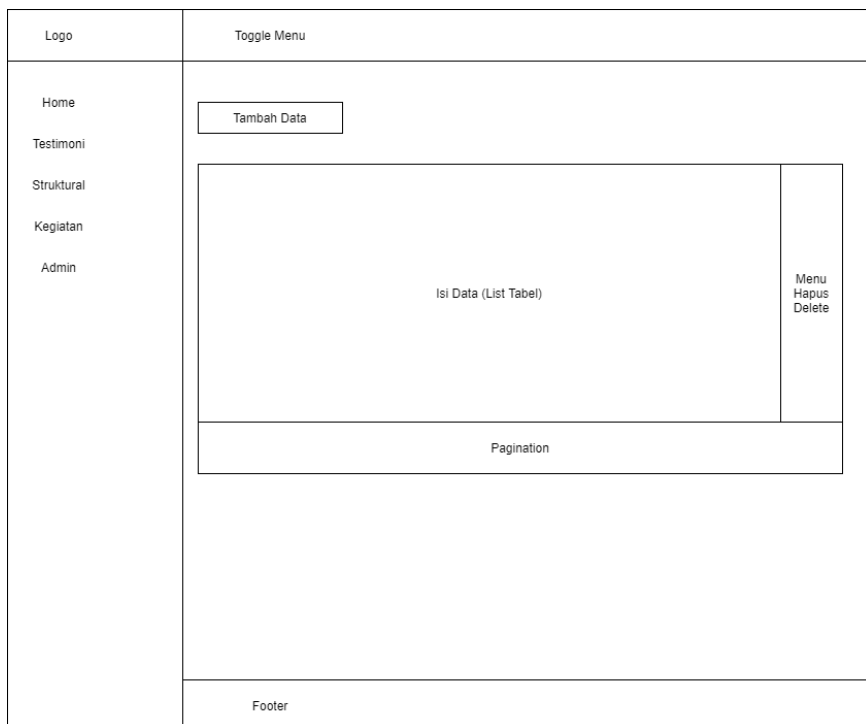 Logo
Toggle Menu
Home
Testimoni
Struktural
Kegiatan
Admin
Tambah Data
Isi Data (List Tabel)
Menu
Hapus
Delete
Pagination
Footer